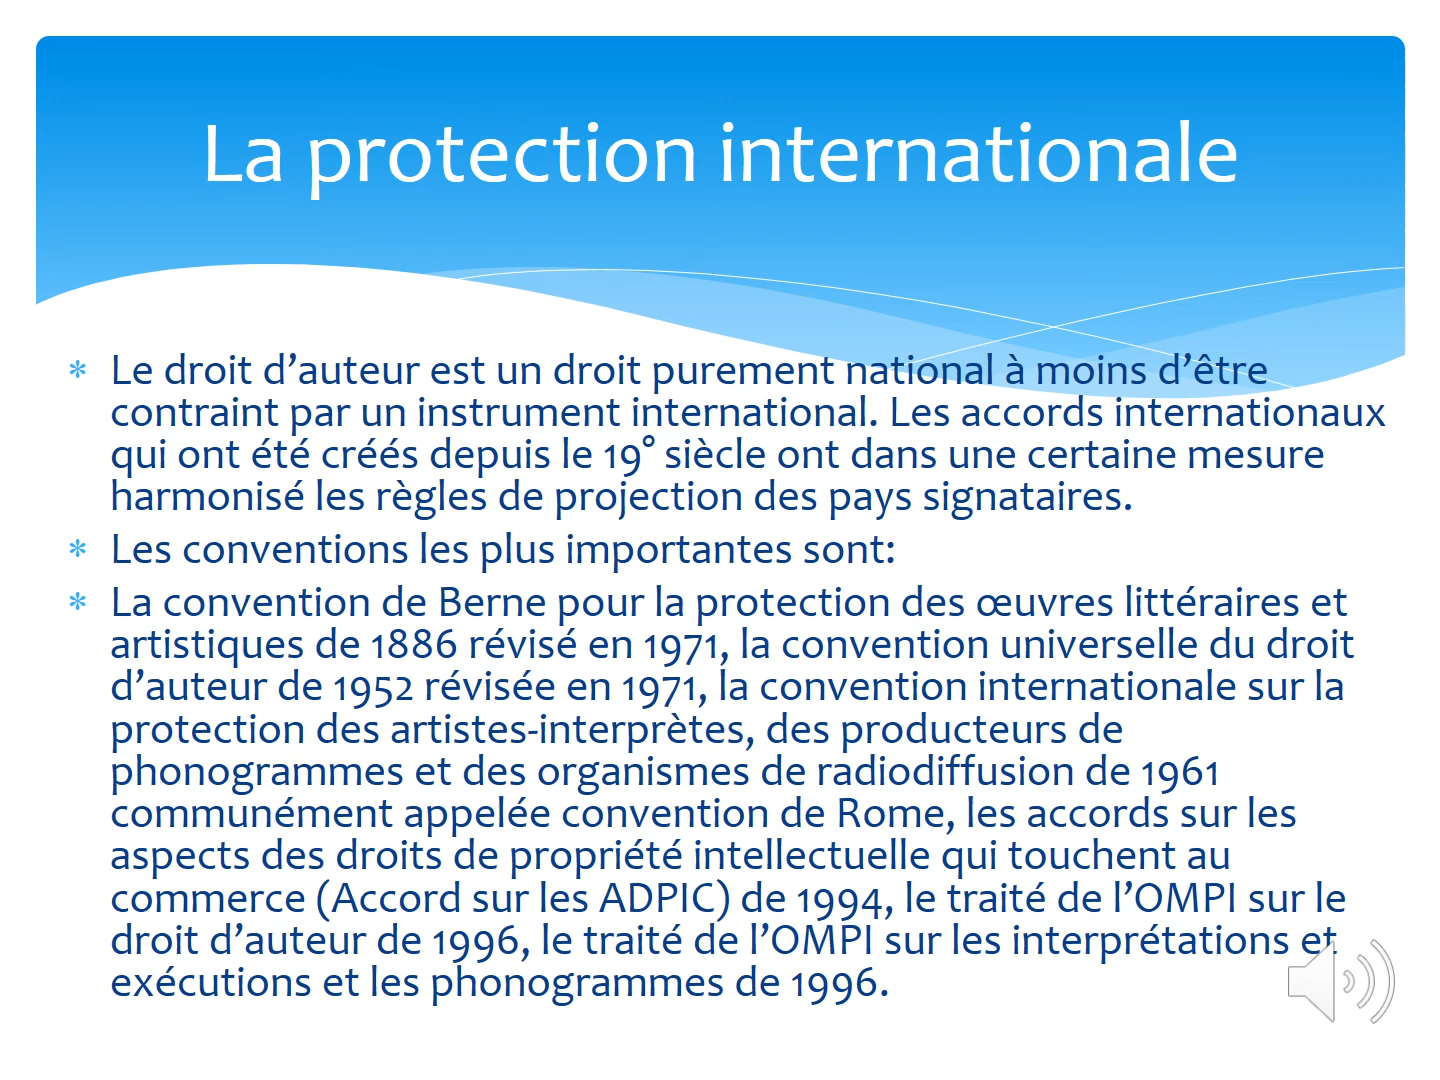 La protection internationale
* Le droit d’auteur est un droit purement national à moins d’être
contraint par un instrument international. Les accords internationaux
qui ont été créés depuis le 19° siècle ont dans une certaine mesure
harmonisé les règles de projection des pays signataires.
* Les conventions les plus importantes sont:
* La convention de Berne pour la protection des œuvres littéraires et
artistiques de 1886 révisé en 1971, la convention universelle du droit
d’auteur de 1952 révisée en 1971, la convention internationale sur la
protection des artistes-interprètes, des producteurs de
phonogrammes et des organismes de radiodiffusion de 1961
communément appelée convention de Rome, les accords sur les
aspects des droits de propriété intellectuelle qui touchent au
commerce (Accord sur les ADPIC) de 1994, le traité de l’OMPI sur le
droit d’auteur de 1996, le traité de l’OMPI sur les interprétations et
exécutions et les phonogrammes de 1996.